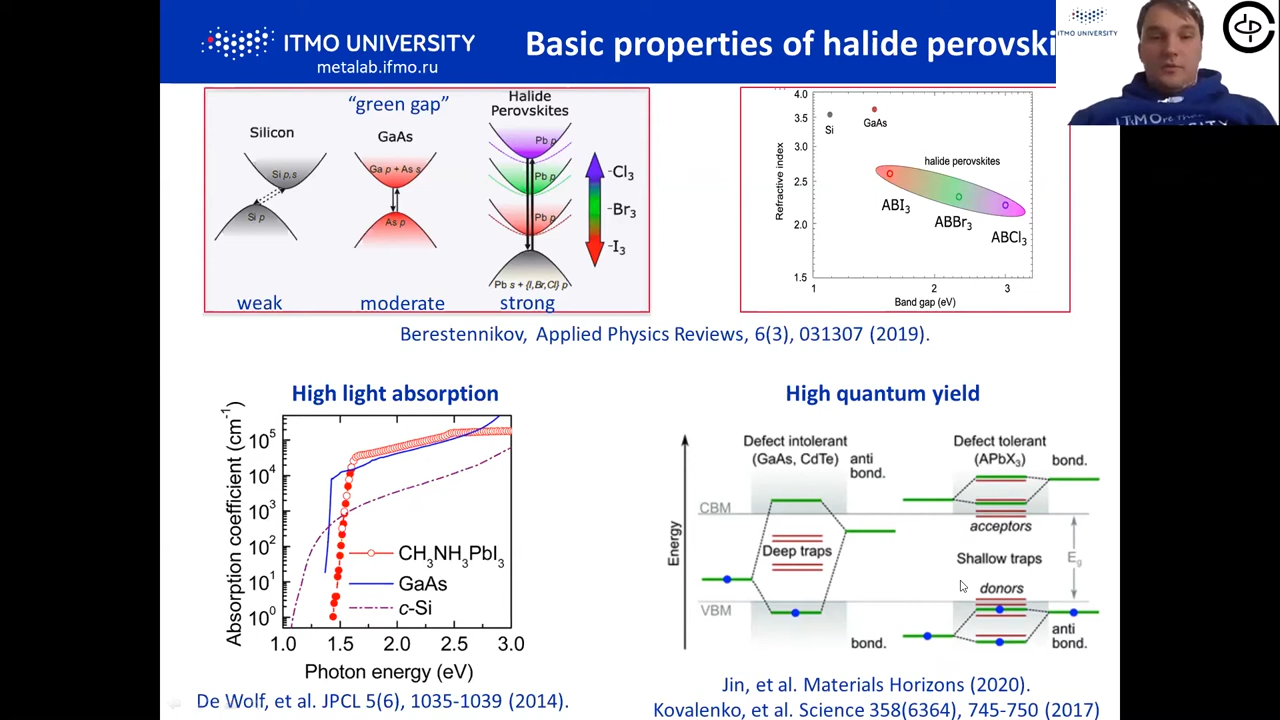 ITMO UNIVERSITY
metalab.ifmo.ru
Basic properties of halide perovski
ITMO UNIVERSITY
"green gap"
Silicon
GaAs
Halide
Perovskites
Si p,s
Si p
Ga p + As s
As p
Pb p
Pb p
Pb p
Pb s + {I,Br,Cl} p
-Cl3
-Br3
-I3
weak
moderate
strong
Refractive index
4.0
3.5
3.0
2.5
2.0
1.5
Si
GaAs
halide perovskites
ABI3
ABBr3
ABCl3
1
2
3
Band gap (eV)
Berestennikov, Applied Physics Reviews, 6(3), 031307 (2019).
High light absorption
Absorption coefficient (cm-1)
10^5
10^4
10^3
10^2
10^1
10^0
CH3NH3PbI3
GaAs
c-Si
1.0 1.5 2.0 2.5 3.0
Photon energy (eV)
De Wolf, et al. JPCL 5(6), 1035-1039 (2014).
High quantum yield
Defect intolerant
(GaAs, CdTe)
anti
bond.
Defect tolerant
(APbX3)
bond.
Energy
CBM
Deep traps
VBM
bond.
acceptors
Shallow traps
Eg
donors
anti
bond.
Jin, et al. Materials Horizons (2020).
Kovalenko, et al. Science 358(6364), 745-750 (2017)